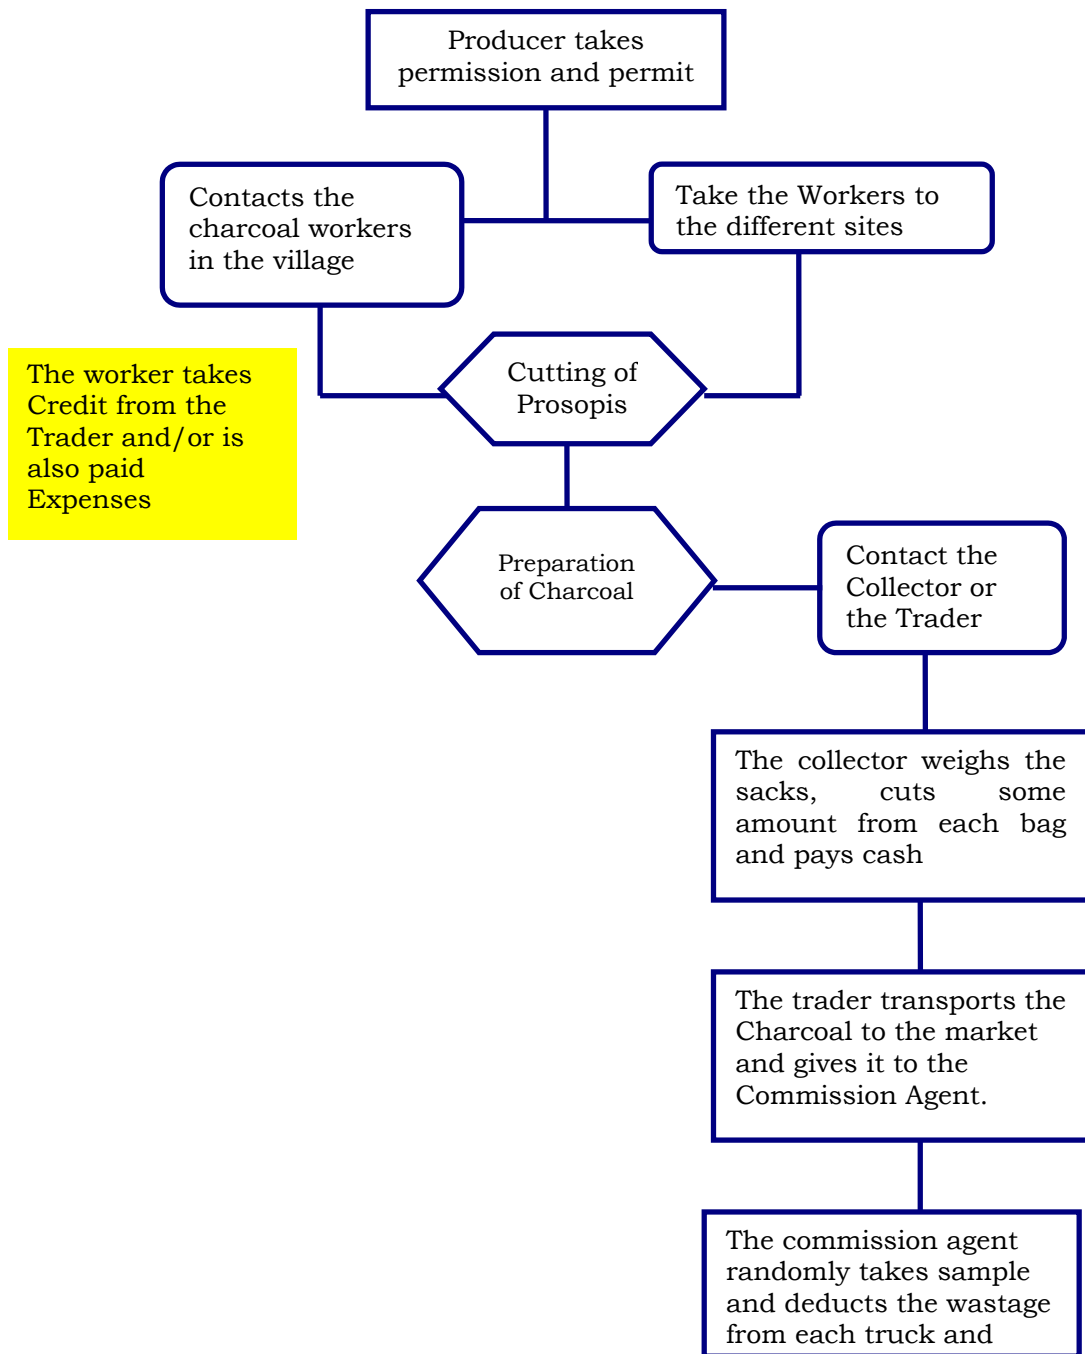 Producer takes
permission and permit
Contacts the
charcoal workers
in the village
Take the Workers to
the different sites
The worker takes
Credit from the
Trader and/or is
also paid
Expenses
Cutting of
Prosopis
Preparation
of Charcoal
Contact the
Collector or
the Trader
The collector weighs the
sacks, cuts some
amount from each bag
and pays cash
The trader transports the
Charcoal to the market
and gives it to the
Commission Agent.
The commission agent
randomly takes sample
and deducts the wastage
from each truck and